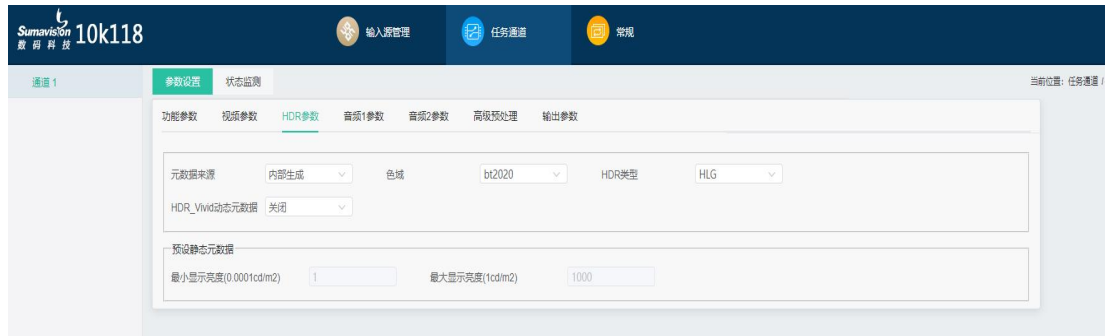 Sumavision 10k118
数码科技
输入源管理
任务通道
常规
通道 1
参数设置 状态监测
当前位置：任务通道 /
功能参数 视频参数 HDR参数 音频1参数 音频2参数 高级预处理 输出参数
元数据来源 内部生成 色域 bt2020 HDR类型 HLG
HDR_Vivid动态元数据 关闭
预设静态元数据
最小显示亮度(0.0001cd/m2) 1 最大显示亮度(1cd/m2) 1000